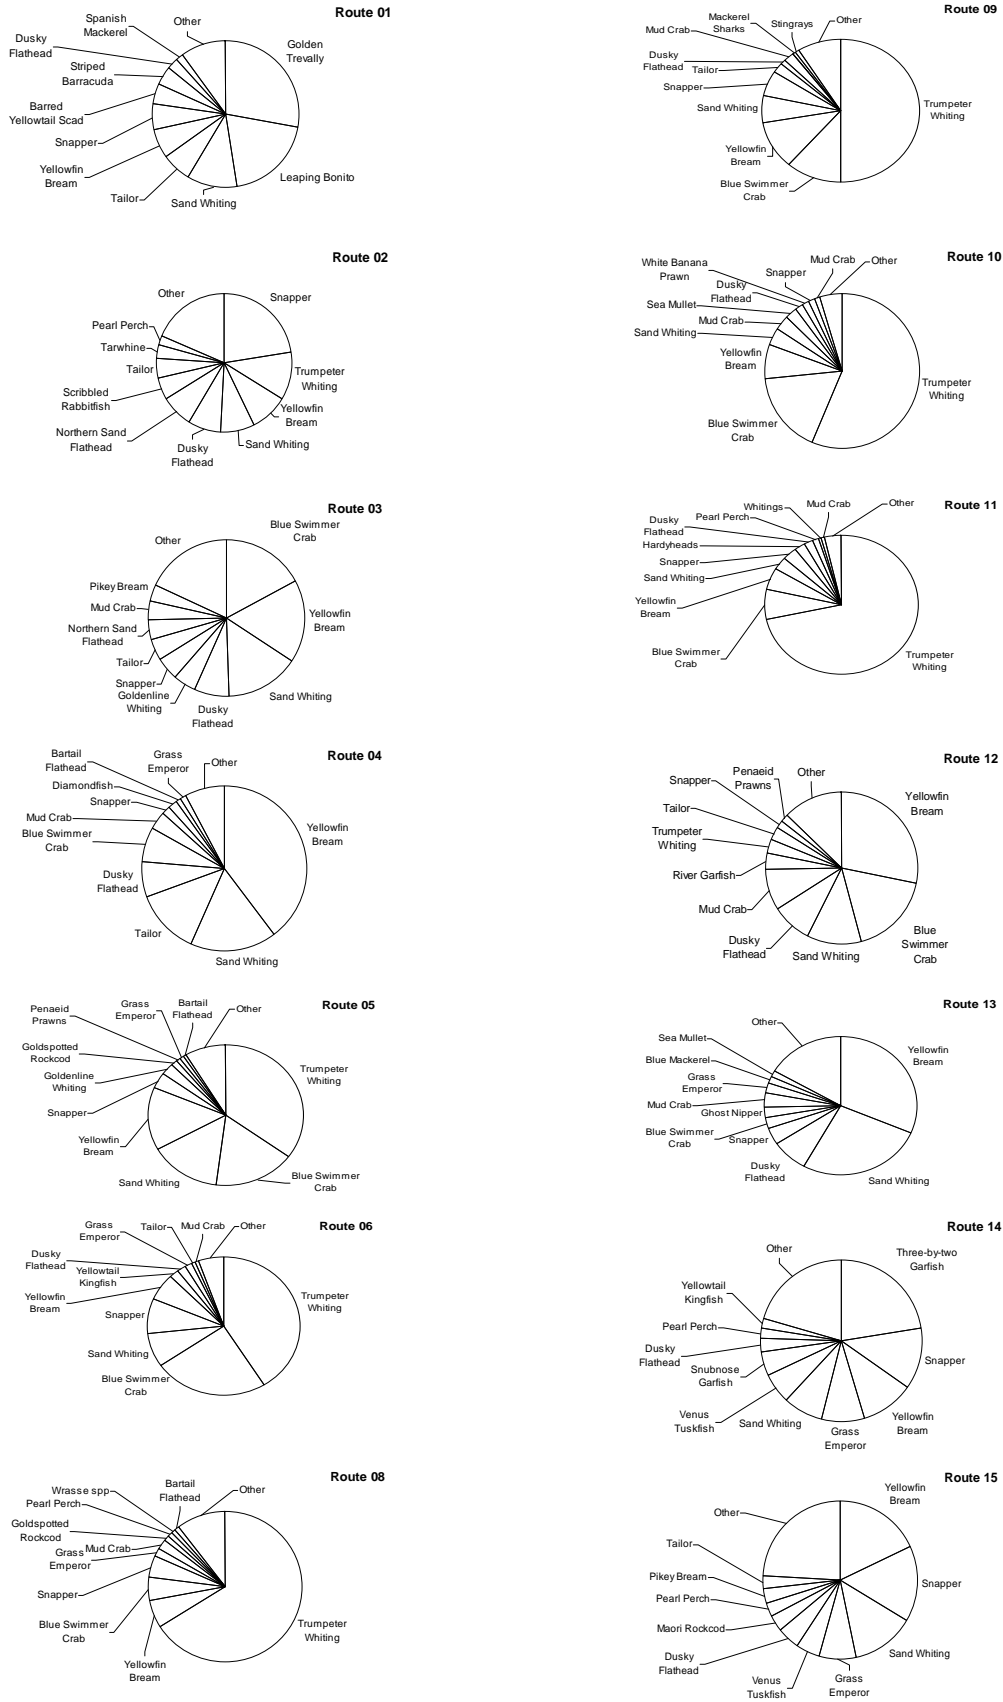 Route 01
Spanish
Mackerel
Other
Golden
Trevally
Dusky
Flathead
Striped
Barracuda
Barred
Yellowtail Scad
Snapper
Yellowfin
Bream
Tailor
Sand Whiting
Leaping Bonito
Route 09
Mackerel
Sharks
Stingrays
Other
Mud Crab
Dusky
Flathead
Tailor
Snapper
Sand Whiting
Trumpeter
Whiting
Yellowfin
Bream
Blue Swimmer
Crab
Route 02
Other
Snapper
Pearl Perch
Tarwhine
Tailor
Trumpeter
Whiting
Scribbled
Rabbitfish
Yellowfin
Bream
Northern Sand
Flathead
Dusky
Flathead
Sand Whiting
Route 10
White Banana
Prawn
Snapper
Mud Crab
Other
Dusky
Flathead
Sea Mullet
Mud Crab
Sand Whiting
Yellowfin
Bream
Trumpeter
Whiting
Blue Swimmer
Crab
Route 03
Blue Swimmer
Crab
Other
Pikey Bream
Mud Crab
Yellowfin
Bream
Northern Sand
Flathead
Tailor
Snapper
Goldenline
Whiting
Dusky
Flathead
Sand Whiting
Route 11
Whitings
Mud Crab
Other
Pearl Perch
Dusky
Flathead
Hardyheads
Snapper
Sand Whiting
Yellowfin
Bream
Blue Swimmer
Crab
Trumpeter
Whiting
Route 04
Bartail
Flathead
Grass
Emperor
Other
Diamondfish
Snapper
Mud Crab
Blue Swimmer
Crab
Yellowfin
Bream
Dusky
Flathead
Tailor
Sand Whiting
Route 12
Penaeid
Prawns
Other
Snapper
Yellowfin
Bream
Tailor
Trumpeter
Whiting
River Garfish
Mud Crab
Dusky
Flathead
Sand Whiting
Blue
Swimmer
Crab
Route 05
Penaeid
Prawns
Grass
Emperor
Bartail
Flathead
Other
Goldspotted
Rockcod
Goldenline
Whiting
Trumpeter
Whiting
Snapper
Yellowfin
Bream
Sand Whiting
Blue Swimmer
Crab
Route 13
Other
Sea Mullet
Yellowfin
Bream
Blue Mackerel
Grass
Emperor
Mud Crab
Ghost Nipper
Blue Swimmer
Crab
Snapper
Dusky
Flathead
Sand Whiting
Route 06
Grass
Emperor
Tailor
Mud Crab
Other
Dusky
Flathead
Yellowtail
Kingfish
Yellowfin
Bream
Trumpeter
Whiting
Snapper
Sand Whiting
Blue Swimmer
Crab
Route 14
Other
Three-by-two
Garfish
Yellowtail
Kingfish
Pearl Perch
Dusky
Flathead
Snubnose
Garfish
Snapper
Venus
Tuskfish
Sand Whiting
Grass
Emperor
Yellowfin
Bream
Route 08
Wrasse spp
Bartail
Flathead
Other
Pearl Perch
Goldspotted
Rockcod
Mud Crab
Grass
Emperor
Snapper
Blue Swimmer
Crab
Yellowfin
Bream
Trumpeter
Whiting
Route 15
Yellowfin
Bream
Other
Tailor
Pikey Bream
Snapper
Pearl Perch
Maori Rockcod
Dusky
Flathead
Venus
Tuskfish
Grass
Emperor
Sand Whiting